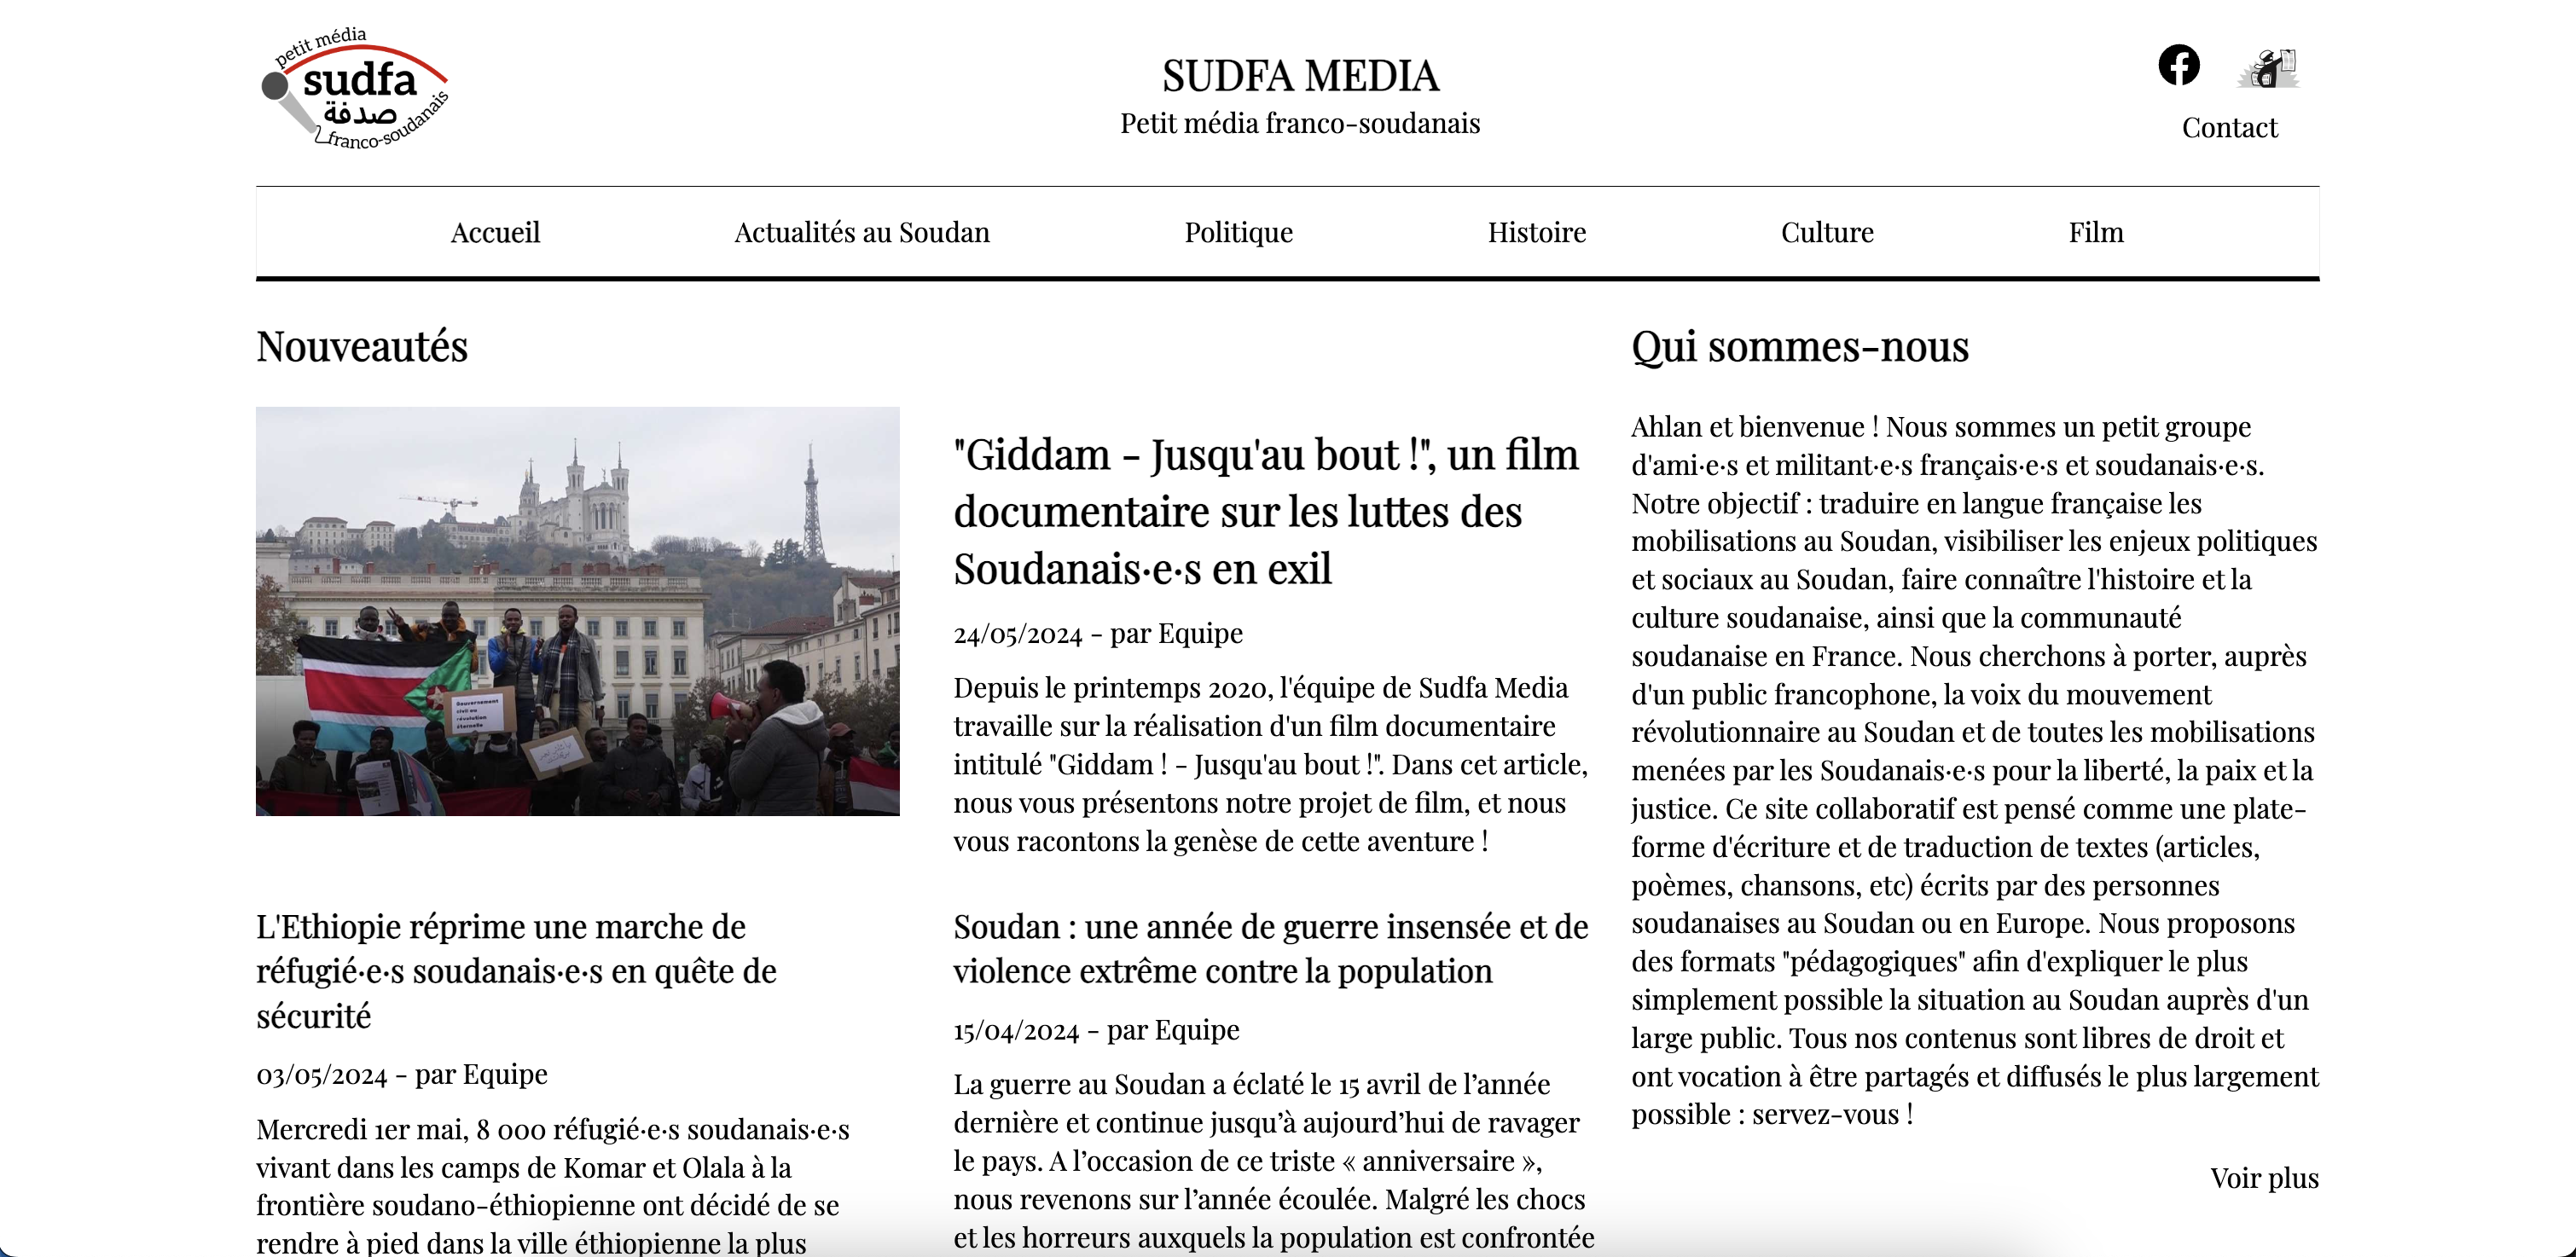 petit média
sudfa
صدفة
franco-soudanais
SUDFA MEDIA
Petit média franco-soudanais
Contact
Accueil
Actualités au Soudan
Politique
Histoire
Culture
Film
Nouveautés
Gouvernement
civil ou
révolution
éternelle
"Giddam - Jusqu'au bout !", un film
documentaire sur les luttes des
Soudanais·e·s en exil
24/05/2024 - par Equipe
Depuis le printemps 2020, l'équipe de Sudfa Media
travaille sur la réalisation d'un film documentaire
intitulé "Giddam ! - Jusqu'au bout !". Dans cet article,
nous vous présentons notre projet de film, et nous
vous racontons la genèse de cette aventure !
L'Ethiopie réprime une marche de
réfugié·e·s soudanais·e·s en quête de
sécurité
03/05/2024 - par Equipe
Mercredi 1er mai, 8 000 réfugié·e·s soudanais·e·s
vivant dans les camps de Komar et Olala à la
frontière soudano-éthiopienne ont décidé de se
rendre à pied dans la ville éthiopienne la plus
Soudan : une année de guerre insensée et de
violence extrême contre la population
15/04/2024 - par Equipe
La guerre au Soudan a éclaté le 15 avril de l’année
dernière et continue jusqu’à aujourd’hui de ravager
le pays. A l’occasion de ce triste « anniversaire »,
nous revenons sur l’année écoulée. Malgré les chocs
et les horreurs auxquels la population est confrontée
Qui sommes-nous
Ahlan et bienvenue ! Nous sommes un petit groupe
d'ami·e·s et militant·e·s français·e·s et soudanais·e·s.
Notre objectif : traduire en langue française les
mobilisations au Soudan, visibiliser les enjeux politiques
et sociaux au Soudan, faire connaître l'histoire et la
culture soudanaise, ainsi que la communauté
soudanaise en France. Nous cherchons à porter, auprès
d'un public francophone, la voix du mouvement
révolutionnaire au Soudan et de toutes les mobilisations
menées par les Soudanais·e·s pour la liberté, la paix et la
justice. Ce site collaboratif est pensé comme une plate-
forme d'écriture et de traduction de textes (articles,
poèmes, chansons, etc) écrits par des personnes
soudanaises au Soudan ou en Europe. Nous proposons
des formats "pédagogiques" afin d'expliquer le plus
simplement possible la situation au Soudan auprès d'un
large public. Tous nos contenus sont libres de droit et
ont vocation à être partagés et diffusés le plus largement
possible : servez-vous !
Voir plus